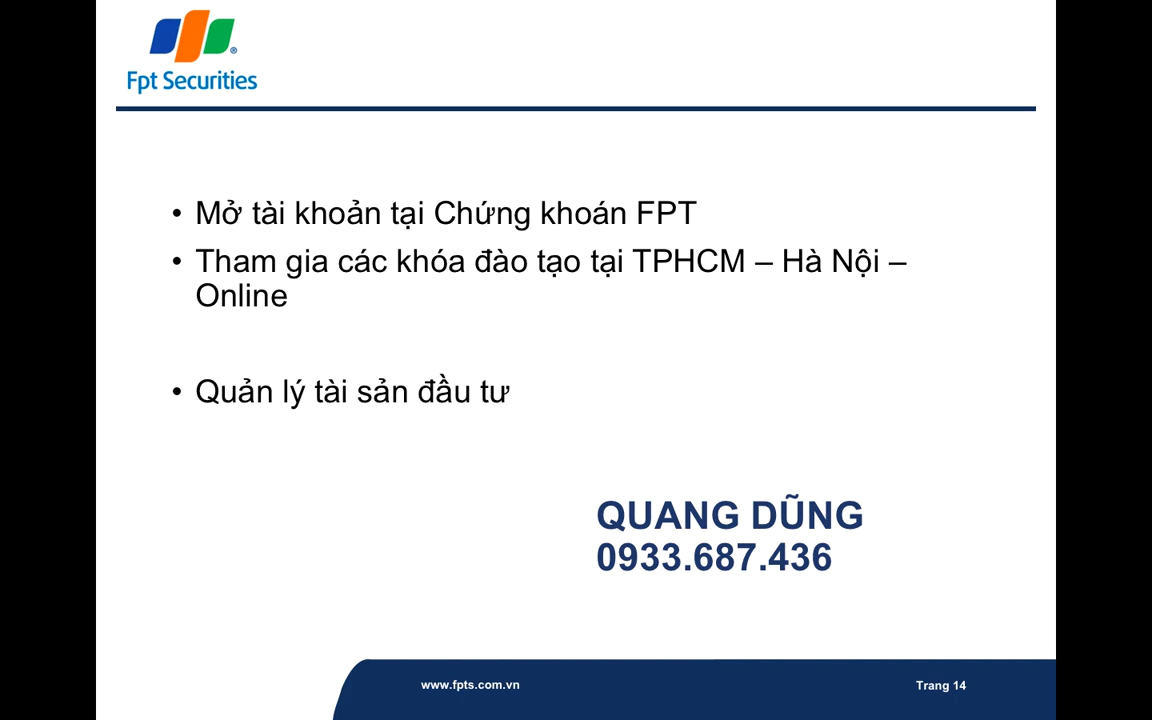 Fpt Securities
• Mở tài khoản tại Chứng khoán FPT
• Tham gia các khóa đào tạo tại TPHCM – Hà Nội –
Online
• Quản lý tài sản đầu tư
QUANG DŨNG
0933.687.436
www.fpts.com.vn
Trang 14